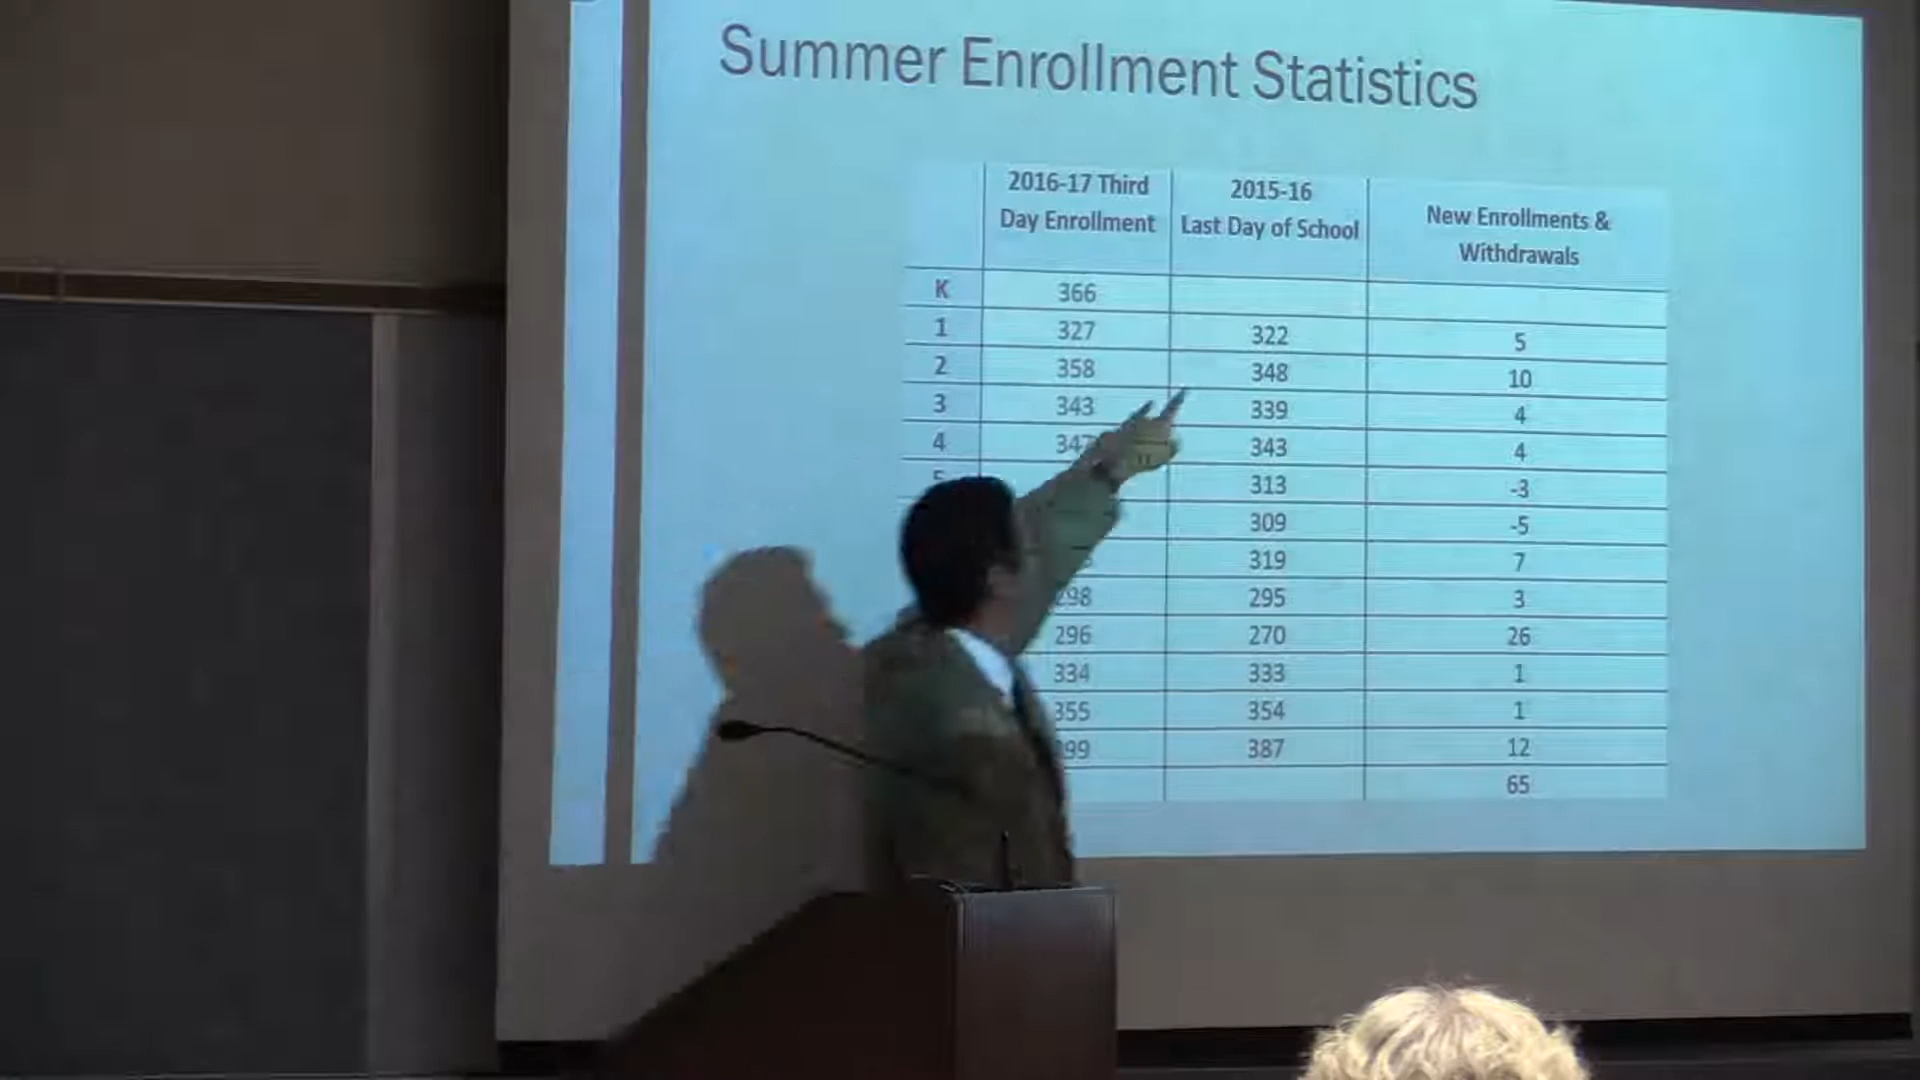 Summer Enrollment Statistics
2016-17 Third Day Enrollment 2015-16 Last Day of School New Enrollments & Withdrawals
K 366
1 327 322 5
2 358 348 10
3 343 339 4
4 347 343 4
313 -3
309 -5
319 7
298 295 3
296 270 26
334 333 1
355 354 1
387 12
65